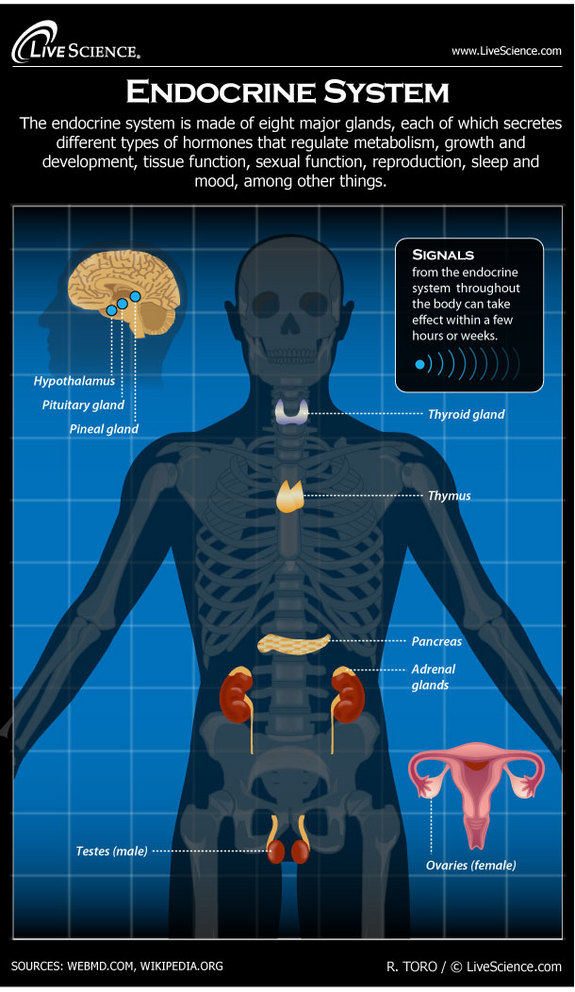 LIVESCIENCE®
www.LiveScience.com
ENDOCRINE SYSTEM
The endocrine system is made of eight major glands, each of which secretes
different types of hormones that regulate metabolism, growth and
development, tissue function, sexual function, reproduction, sleep and
mood, among other things.
SIGNALS
from the endocrine
system throughout
the body can take
effect within a few
hours or weeks.
Hypothalamus
Pituitary gland
Pineal gland
Thyroid gland
Thymus
Pancreas
Adrenal
glands
Testes (male)
Ovaries (female)
SOURCES: WEBMD.COM, WIKIPEDIA.ORG
R. TORO / © LiveScience.com